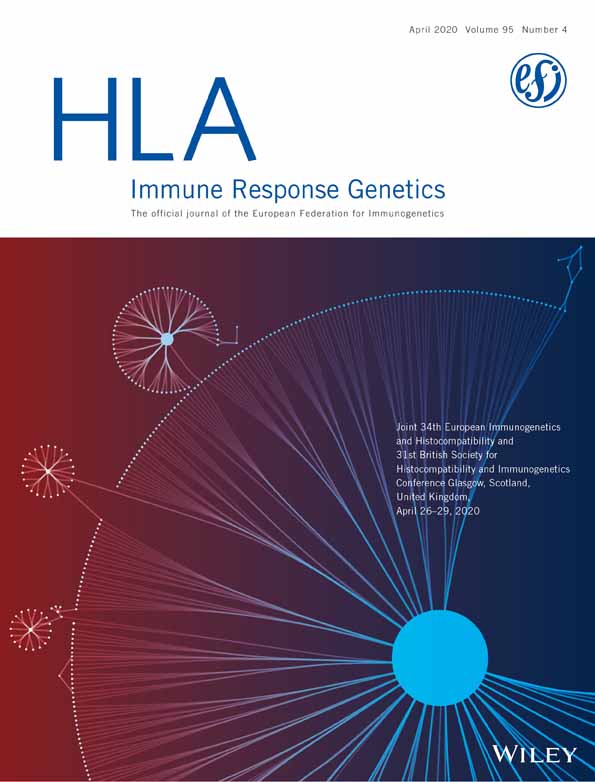 April 2020 Volume 95 Number 4
efi
HLA
Immune Response Genetics
The official journal of the European Federation for Immunogenetics
Joint 34th European Immunogenetics
and Histocompatibility and
31st British Society for
Histocompatibility and Immunogenetics
Conference Glasgow, Scotland,
United Kingdom,
April 26–29, 2020
WILEY